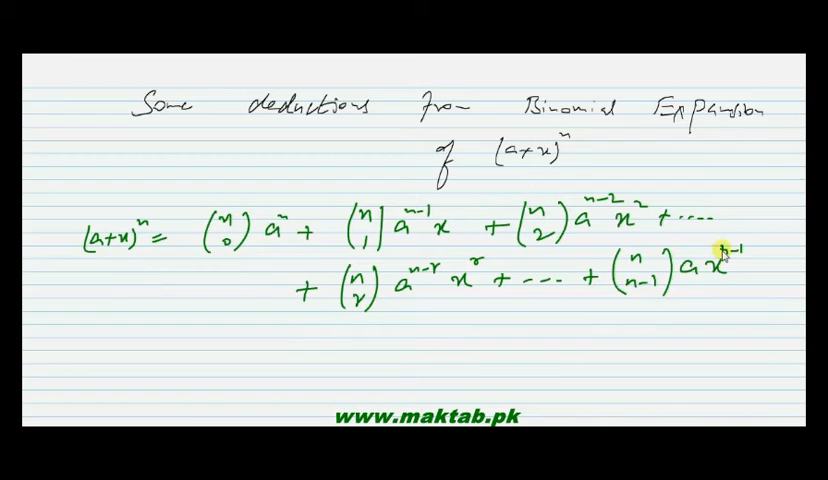 Some deductions from Binomial Expansion
of (a+x)^n
(a+x)^n = (n 0) a^n + (n 1) a^{n-1} x + (n 2) a^{n-2} x^2 + ....
+ (n r) a^{n-r} x^r + .... + (n n-1) a x^{n-1}
www.maktab.pk